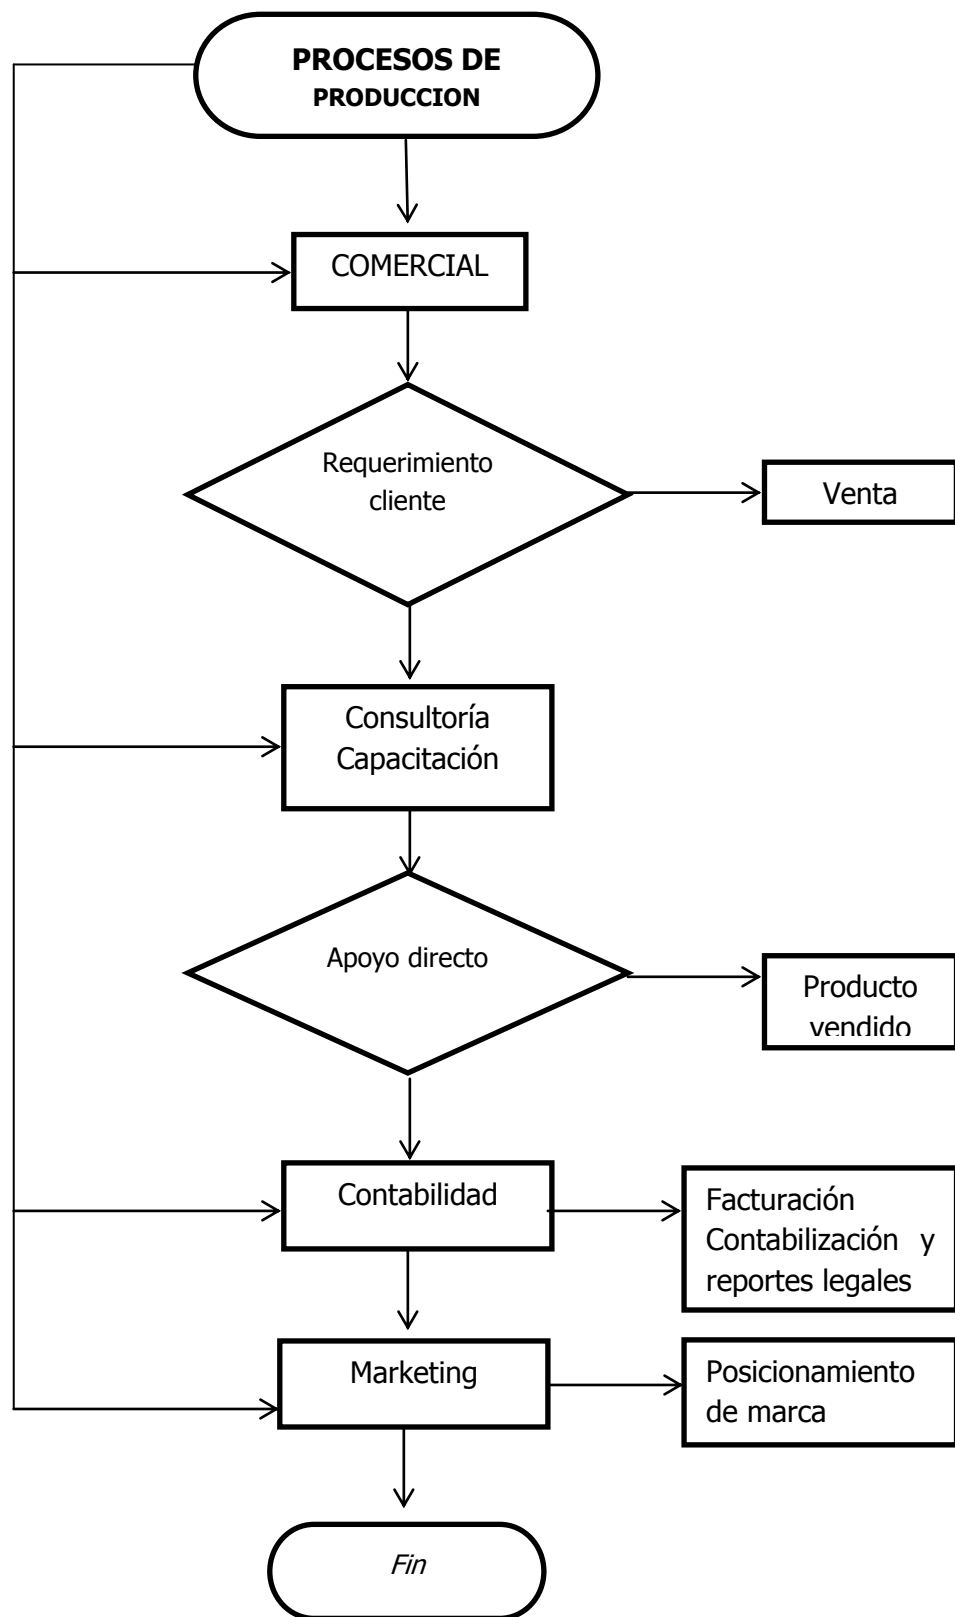 PROCESOS DE
PRODUCCION
COMERCIAL
Requerimiento
cliente
Venta
Consultoría
Capacitación
Apoyo directo
Producto
vendido
Contabilidad
Facturación
Contabilización y
reportes legales
Marketing
Posicionamiento
de marca
Fin